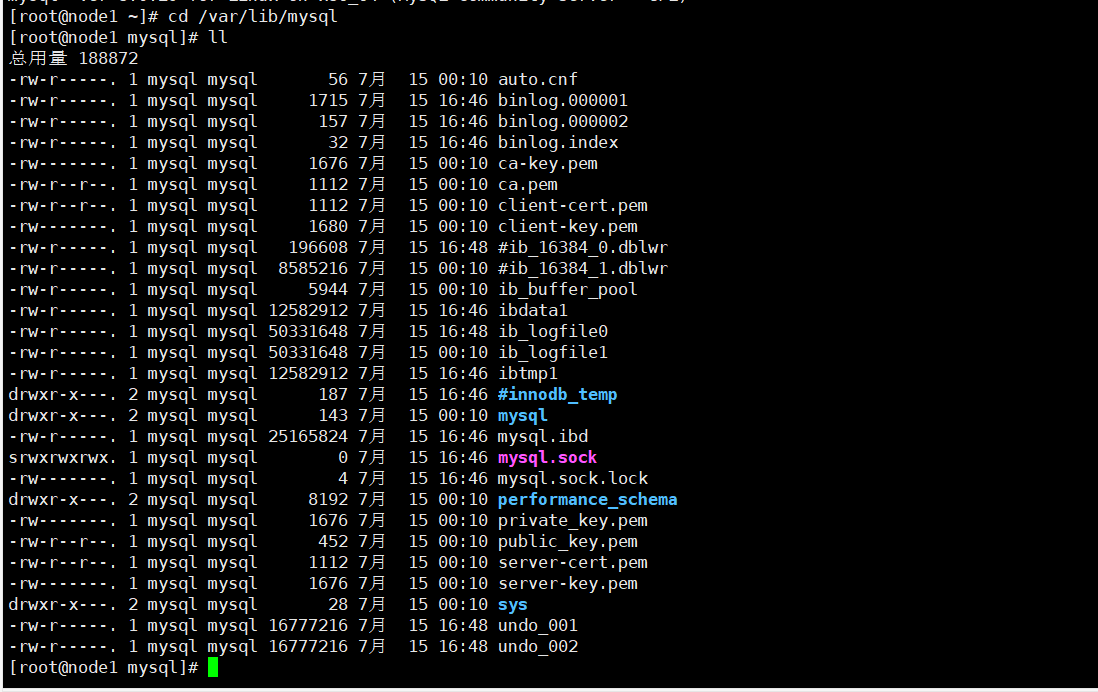 [root@node1 ~]# cd /var/lib/mysql
[root@node1 mysql]# ll
总用量 188872
-rw-r-----. 1 mysql mysql       56 7月  15 00:10 auto.cnf
-rw-r-----. 1 mysql mysql     1715 7月  15 16:46 binlog.000001
-rw-r-----. 1 mysql mysql      157 7月  15 16:46 binlog.000002
-rw-r-----. 1 mysql mysql       32 7月  15 16:46 binlog.index
-rw-------. 1 mysql mysql     1676 7月  15 00:10 ca-key.pem
-rw-r--r--. 1 mysql mysql     1112 7月  15 00:10 ca.pem
-rw-r--r--. 1 mysql mysql     1112 7月  15 00:10 client-cert.pem
-rw-------. 1 mysql mysql     1680 7月  15 00:10 client-key.pem
-rw-r-----. 1 mysql mysql   196608 7月  15 16:48 #ib_16384_0.dblwr
-rw-r-----. 1 mysql mysql  8585216 7月  15 00:10 #ib_16384_1.dblwr
-rw-r-----. 1 mysql mysql     5944 7月  15 00:10 ib_buffer_pool
-rw-r-----. 1 mysql mysql 12582912 7月  15 16:46 ibdata1
-rw-r-----. 1 mysql mysql 50331648 7月  15 16:48 ib_logfile0
-rw-r-----. 1 mysql mysql 50331648 7月  15 00:10 ib_logfile1
-rw-r-----. 1 mysql mysql 12582912 7月  15 16:46 ibtmp1
drwxr-x---. 2 mysql mysql      187 7月  15 16:46 #innodb_temp
drwxr-x---. 2 mysql mysql      143 7月  15 00:10 mysql
-rw-r-----. 1 mysql mysql 25165824 7月  15 16:46 mysql.ibd
srwxrwxrwx. 1 mysql mysql        0 7月  15 16:46 mysql.sock
-rw-------. 1 mysql mysql        4 7月  15 16:46 mysql.sock.lock
drwxr-x---. 2 mysql mysql     8192 7月  15 00:10 performance_schema
-rw-------. 1 mysql mysql     1676 7月  15 00:10 private_key.pem
-rw-r--r--. 1 mysql mysql      452 7月  15 00:10 public_key.pem
-rw-r--r--. 1 mysql mysql     1112 7月  15 00:10 server-cert.pem
-rw-------. 1 mysql mysql     1676 7月  15 00:10 server-key.pem
drwxr-x---. 2 mysql mysql       28 7月  15 00:10 sys
-rw-r-----. 1 mysql mysql 16777216 7月  15 16:48 undo_001
-rw-r-----. 1 mysql mysql 16777216 7月  15 16:48 undo_002
[root@node1 mysql]#